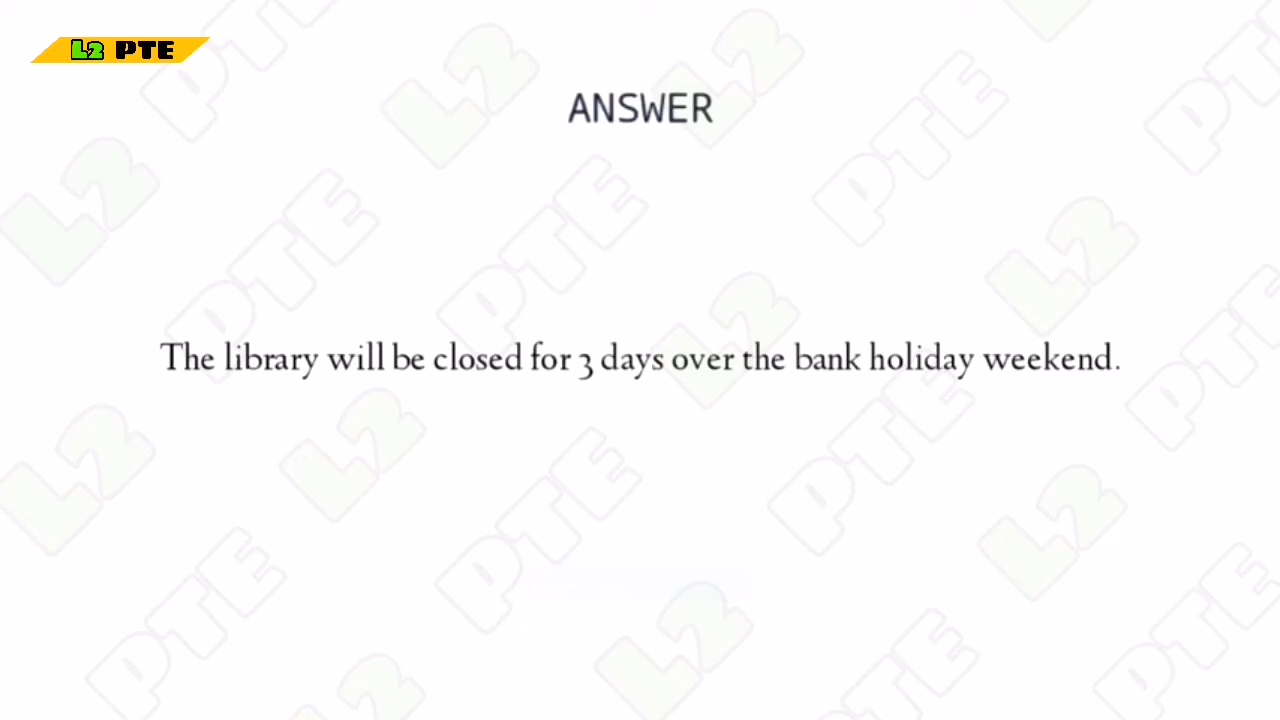 L2 PTE
ANSWER
The library will be closed for 3 days over the bank holiday weekend.